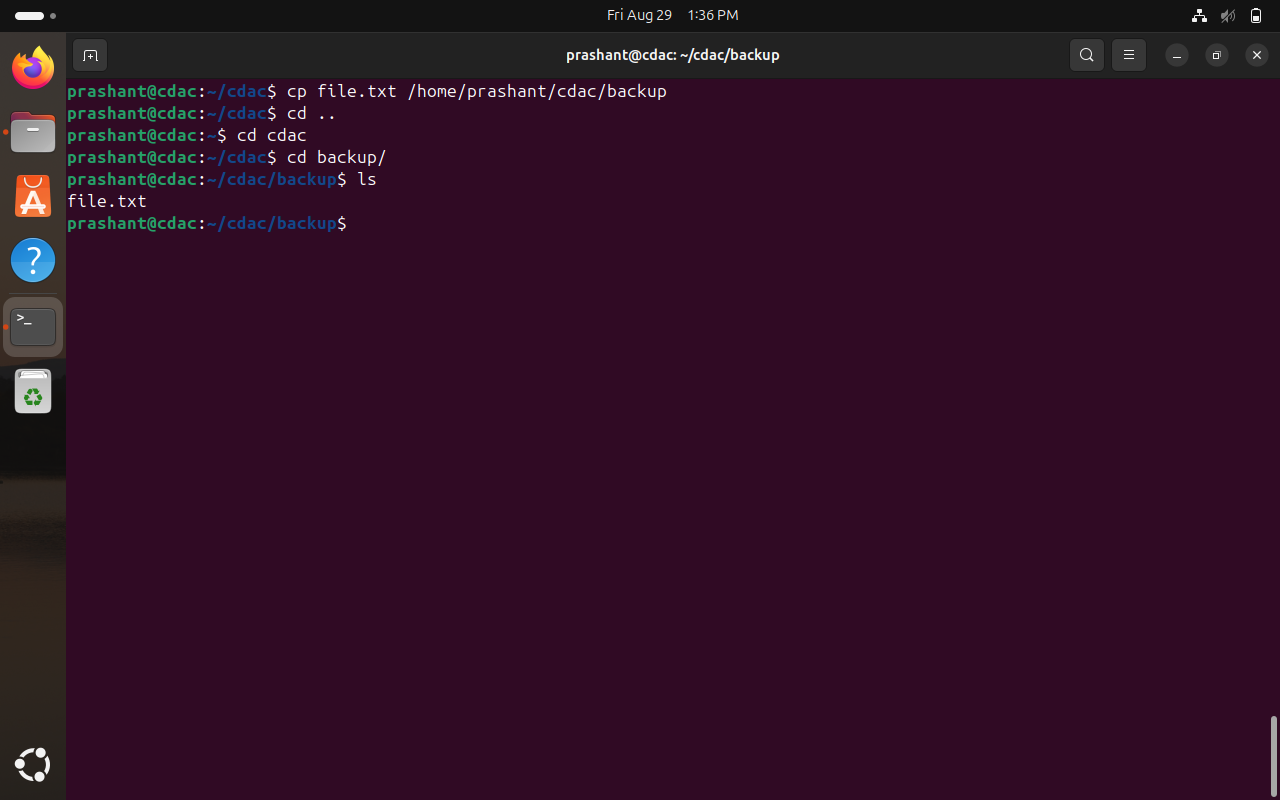 Fri Aug 29 1:36 PM
prashant@cdac: ~/cdac/backup
prashant@cdac:~/cdac$ cp file.txt /home/prashant/cdac/backup
prashant@cdac:~/cdac$ cd ..
prashant@cdac:~$ cd cdac
prashant@cdac:~/cdac$ cd backup/
prashant@cdac:~/cdac/backup$ ls
file.txt
prashant@cdac:~/cdac/backup$